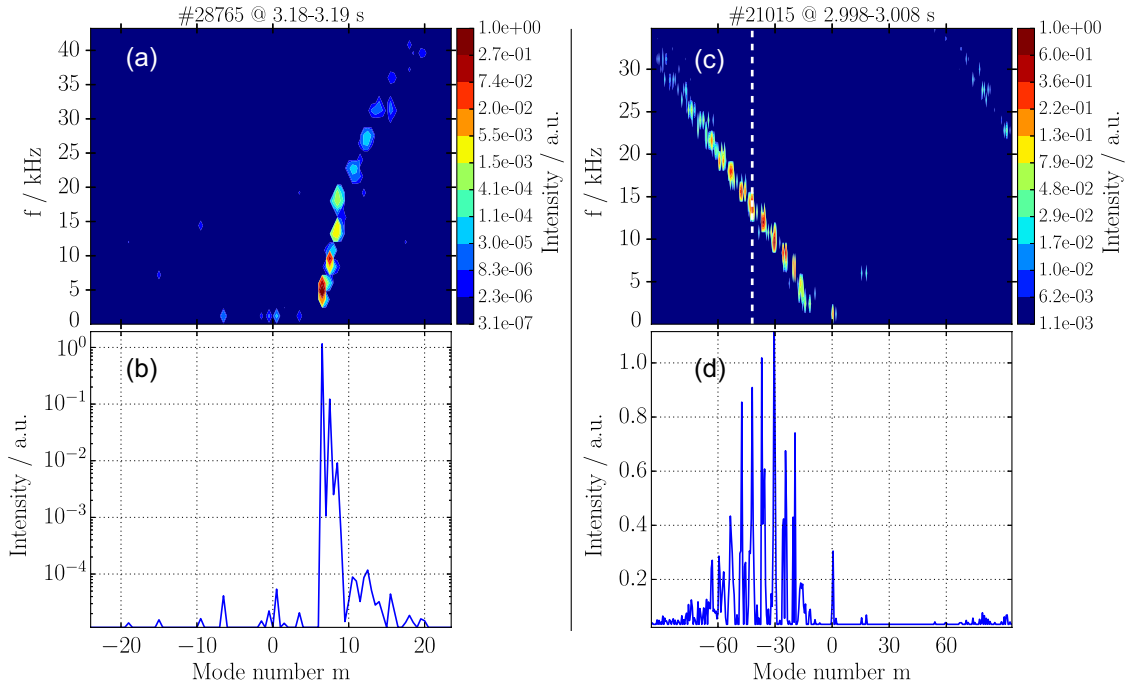 #28765 @ 3.18-3.19 s
#21015 @ 2.998-3.008 s
(a)
f / kHz
40
35
30
25
20
15
10
5
0
1.0e+00
2.7e-01
7.4e-02
2.0e-02
5.5e-03
1.5e-03
4.1e-04
1.1e-04
3.0e-05
8.3e-06
2.3e-06
3.1e-07
Intensity / a.u.
(c)
f / kHz
30
25
20
15
10
5
0
1.0e+00
6.0e-01
3.6e-01
2.2e-01
1.3e-01
7.9e-02
4.8e-02
2.9e-02
1.7e-02
1.0e-02
6.2e-03
1.1e-03
Intensity / a.u.
(b)
Intensity / a.u.
10⁰
10⁻¹
10⁻²
10⁻³
10⁻⁴
−20 −10 0 10 20
Mode number m
(d)
Intensity / a.u.
1.0
0.8
0.6
0.4
0.2
−60 −30 0 30 60
Mode number m